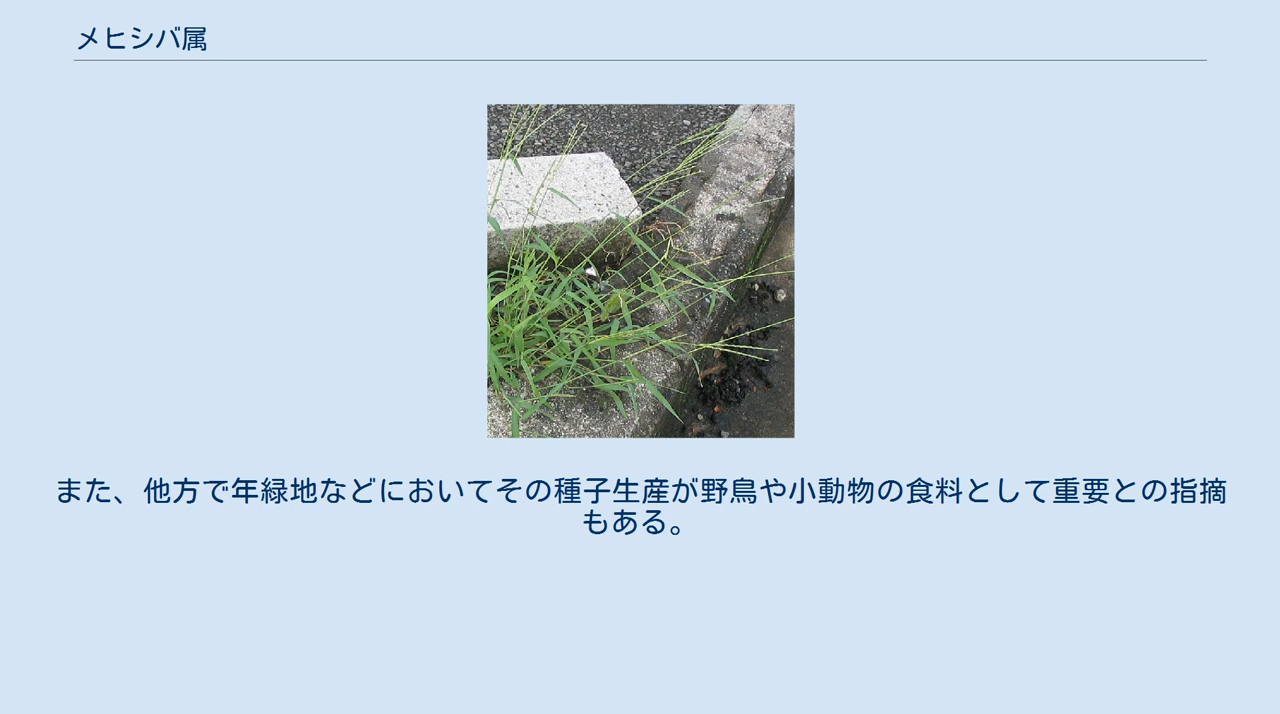 メヒシバ属
また、他方で年緑地などにおいてその種子生産が野鳥や小動物の食料として重要との指摘
もある。